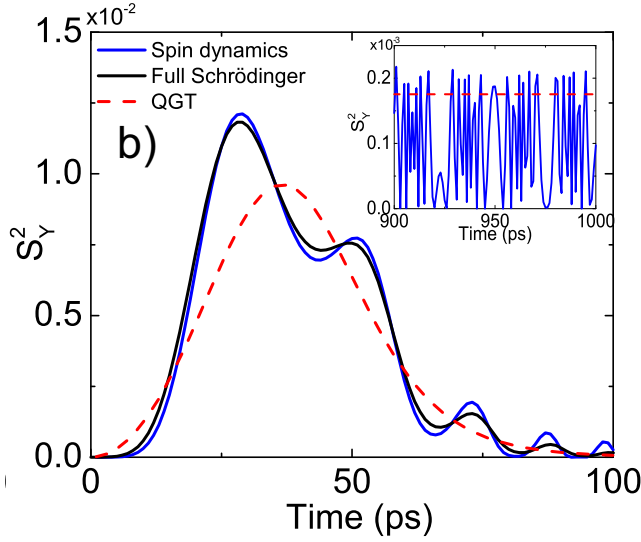 1.5 x10⁻²
Spin dynamics
Full Schrödinger
QGT
b)
x10⁻³
0.2
0.1
0.0
S²Y
900 950 1000
Time (ps)
1.0
0.5
0.0
S²Y
0 50 100
Time (ps)